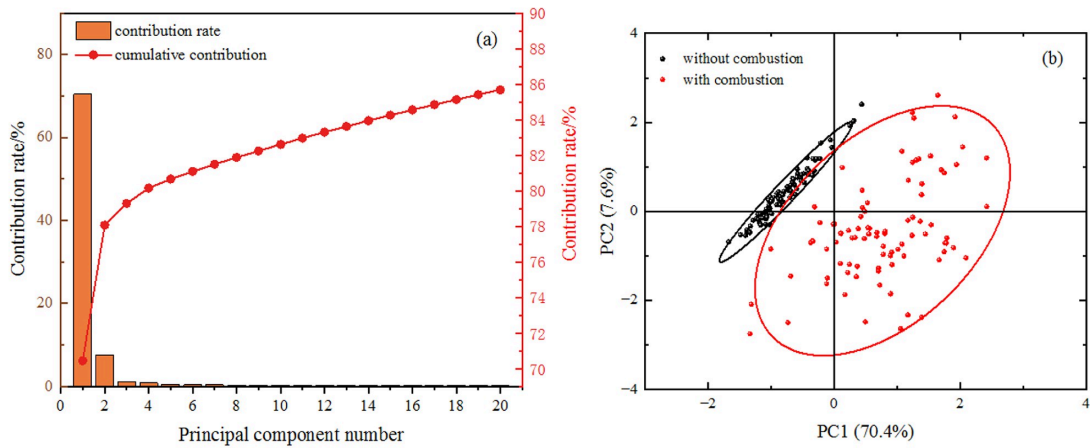 contribution rate
cumulative contribution
(a)
Contribution rate/%
80
60
40
20
0
90
88
86
84
82
80
78
76
74
72
70
Contribution rate/%
0 2 4 6 8 10 12 14 16 18 20
Principal component number
without combustion
with combustion
(b)
PC2 (7.6%)
4
2
0
−2
−4
−2 0 2 4
PC1 (70.4%)